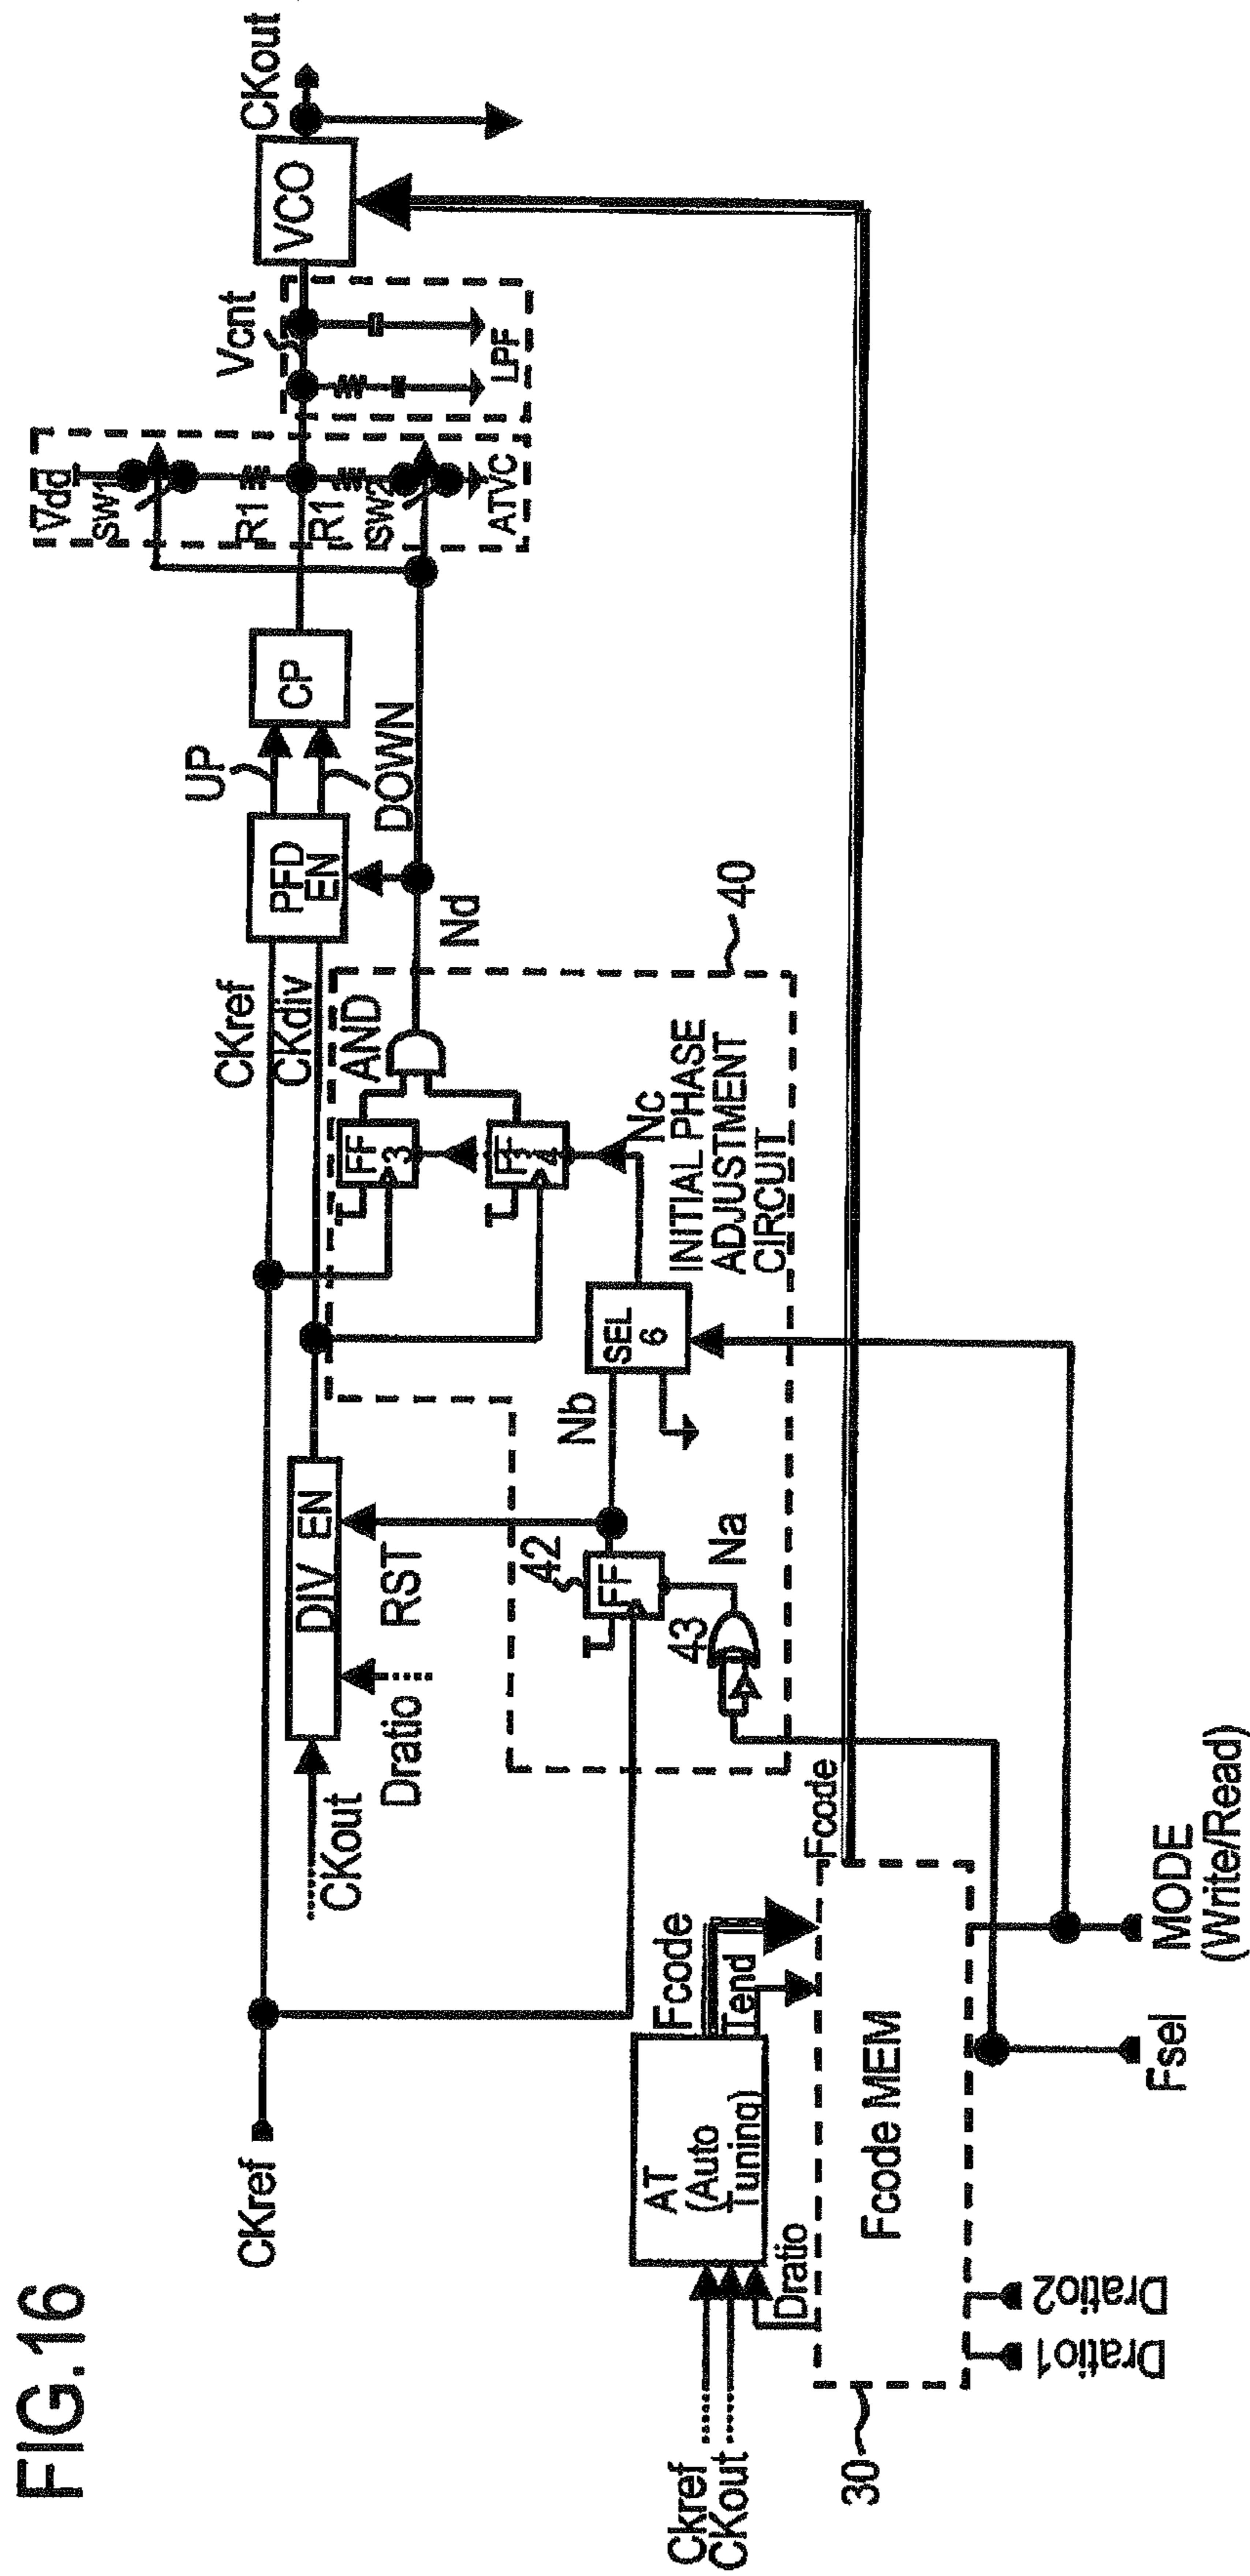 FIG.16
CKref
CKout
Dratio
RST
DIV EN
CKref
CKdiv
PFD
EN
UP
DOWN
CP
Vdd
SW1
R1
R1
SW2
ATVC
Vcnt
LPF
VCO
CKout
Nd
AND
FF
3
FF
4
Nc
INITIAL PHASE
ADJUSTMENT
CIRCUIT
40
SEL
6
Nb
42
FF
Na
43
Ckref
CKout
AT
(Auto
Tuning)
Dratio
Fcode
Tend
Fcode
Fcode MEM
30
Dratio1
Dratio2
Fsel
MODE
(Write/Read)